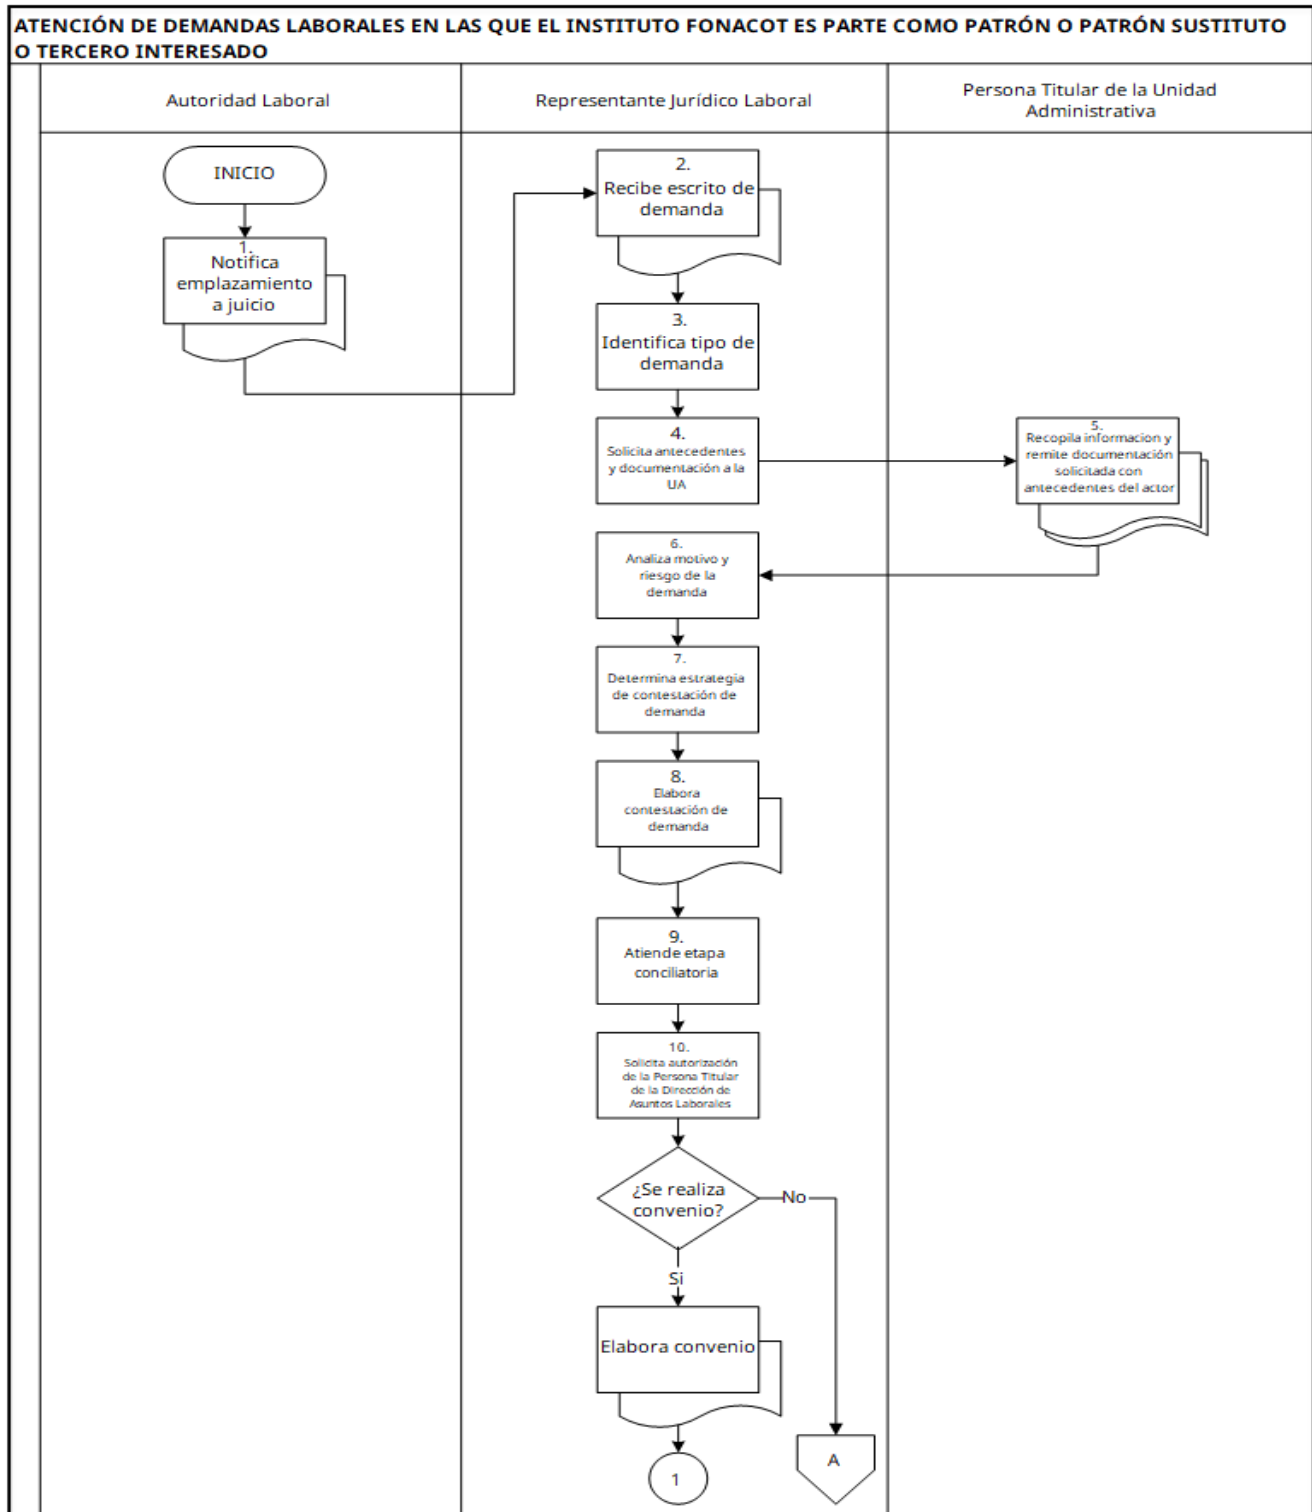 ATENCIÓN DE DEMANDAS LABORALES EN LAS QUE EL INSTITUTO FONACOT ES PARTE COMO PATRÓN O PATRÓN SUSTITUTO
O TERCERO INTERESADO
Autoridad Laboral
Representante Jurídico Laboral
Persona Titular de la Unidad
Administrativa
INICIO
1.
Notifica
emplazamiento
a juicio
2.
Recibe escrito de
demanda
3.
Identifica tipo de
demanda
4.
Solicita antecedentes
y documentación a la
UA
5.
Recopila informacion y
remite documentación
solicitada con
antecedentes del actor
6.
Analiza motivo y
riesgo de la
demanda
7.
Determina estrategia
de contestación de
demanda
8.
Elabora
contestación de
demanda
9.
Atiende etapa
conciliatoria
10.
Solicita autorización
de la Persona Titular
de la Dirección de
Asuntos Laborales
¿Se realiza
convenio?
No
Si
Elabora convenio
1
A